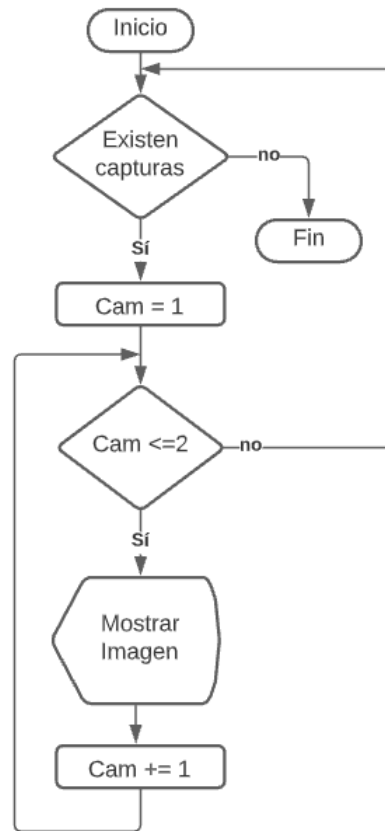 Inicio
Existen
capturas
no
Fin
Sí
Cam = 1
Cam <=2
no
Sí
Mostrar
Imagen
Cam += 1